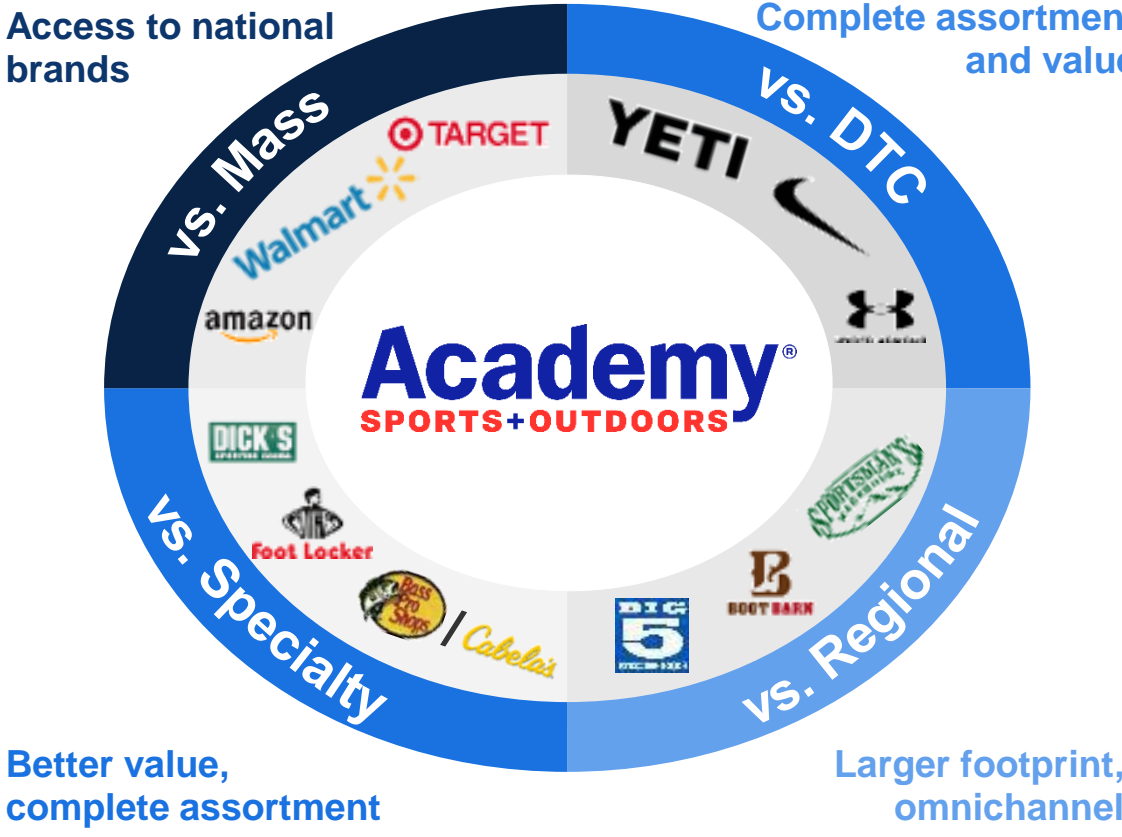 Access to national
brands
Complete assortmen
and value
vs. Mass
vs. DTC
TARGET
YETI
Walmart
amazon
Academy®
SPORTS+OUTDOORS
DICK'S
SPORTSMAN'S
Foot Locker
BOOT BARN
Bass
Pro
Shops
/
Cabela's
BIG
5
vs. Specialty
vs. Regional
Better value,
complete assortment
Larger footprint,
omnichannel